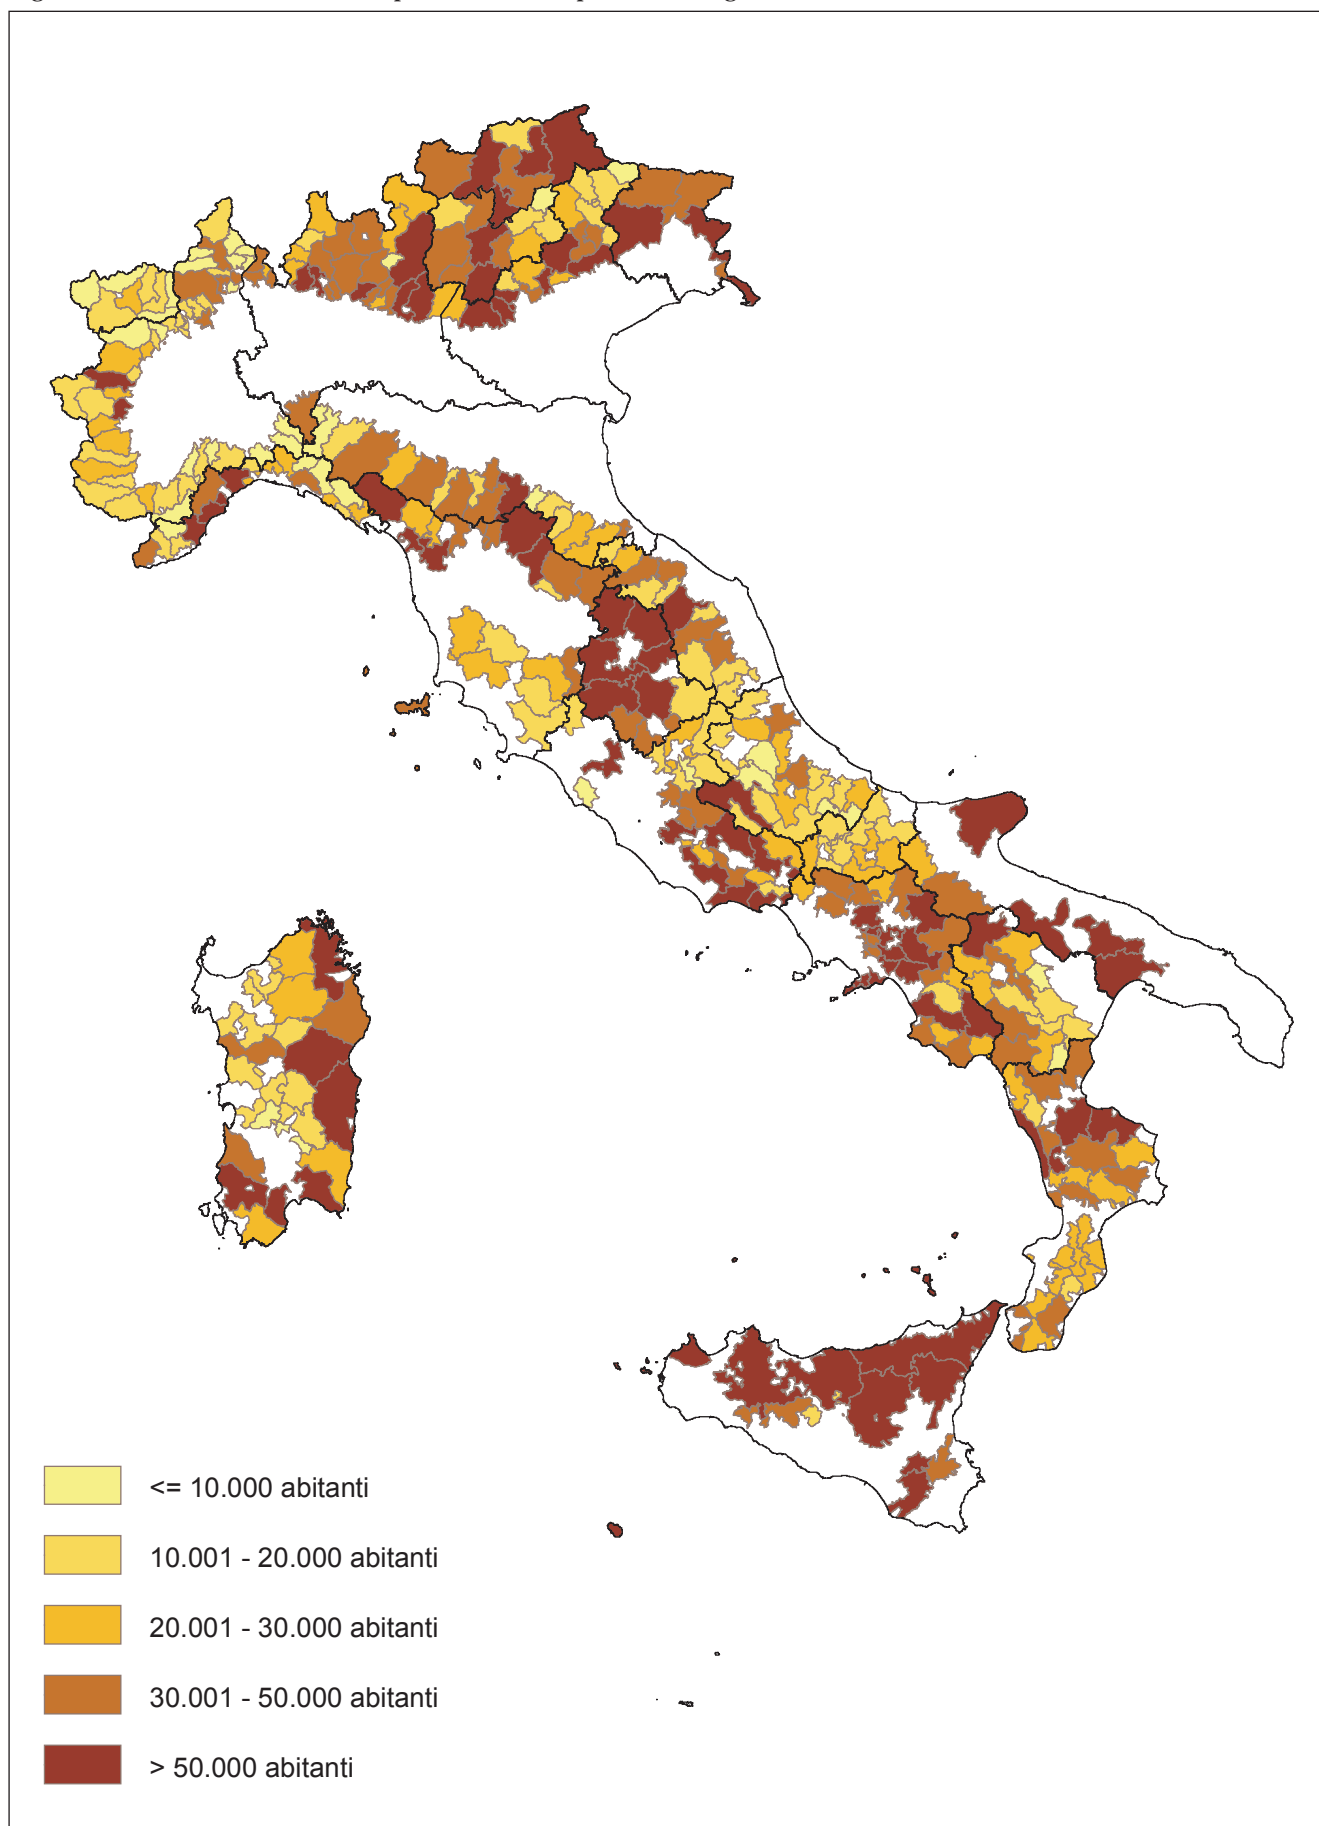 <= 10.000 abitanti
10.001 - 20.000 abitanti
20.001 - 30.000 abitanti
30.001 - 50.000 abitanti
> 50.000 abitanti